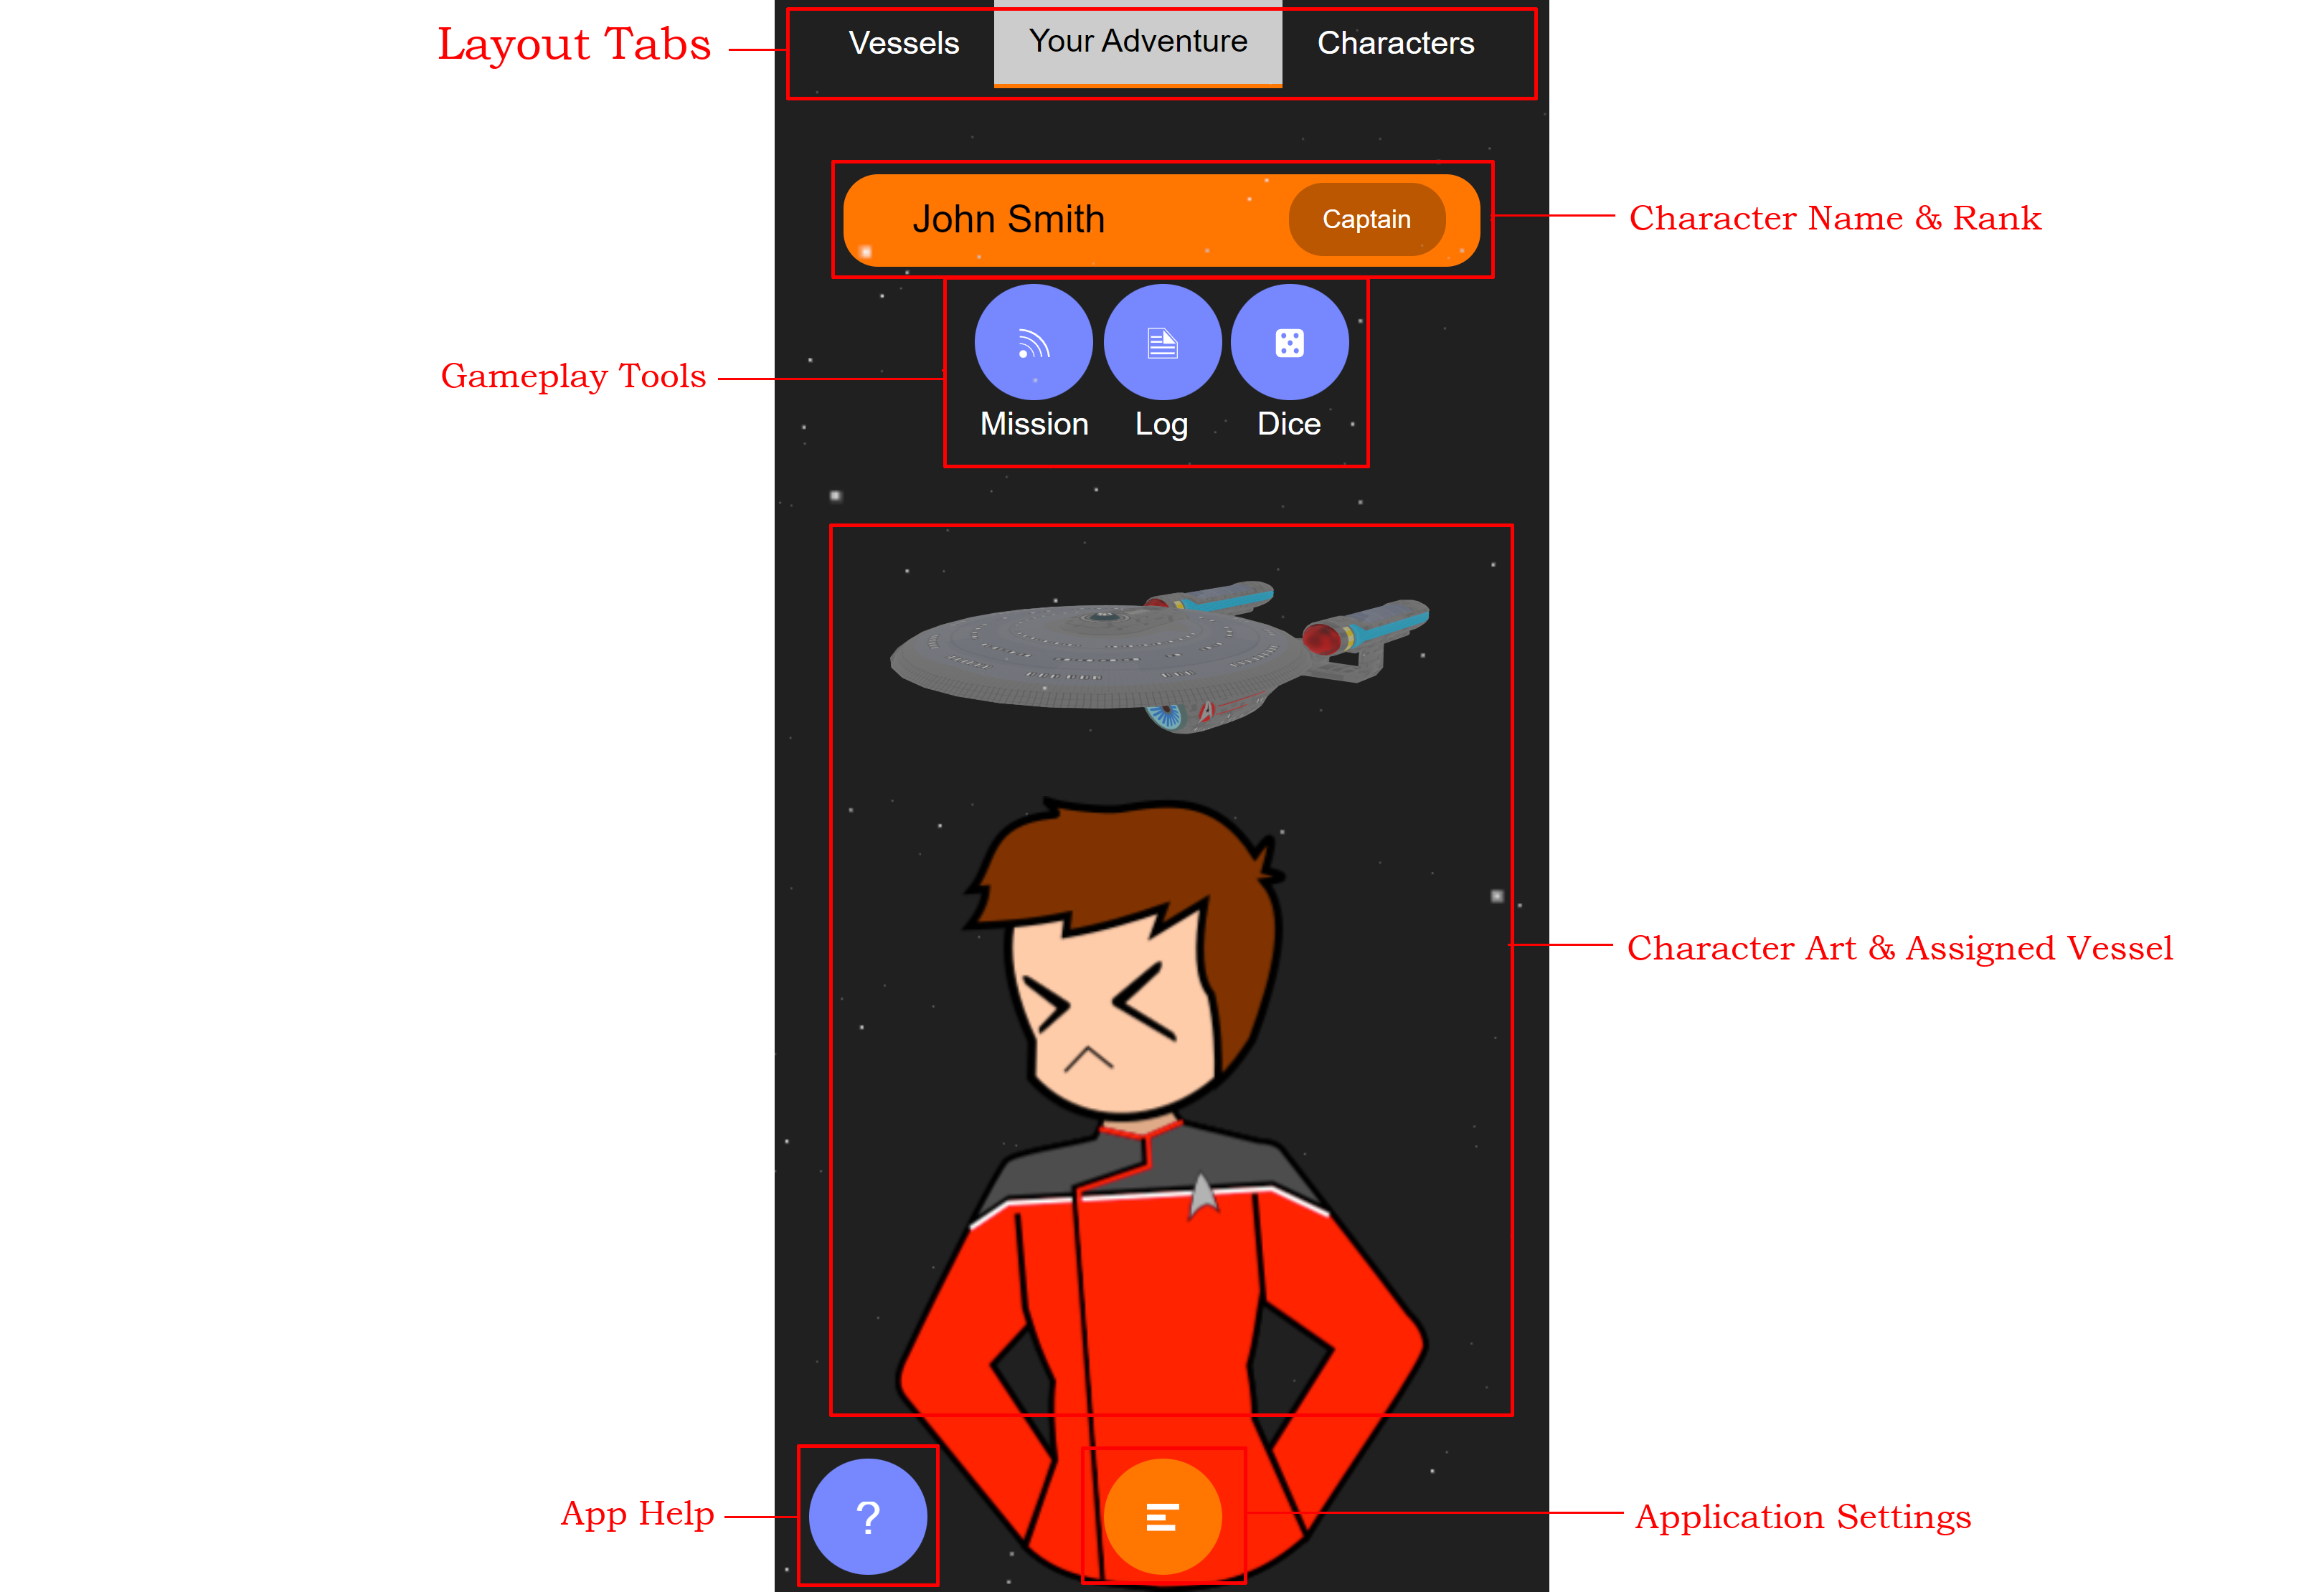 Layout Tabs
Vessels
Your Adventure
Characters
John Smith
Captain
Character Name & Rank
Gameplay Tools
Mission
Log
Dice
Character Art & Assigned Vessel
App Help
?
Application Settings